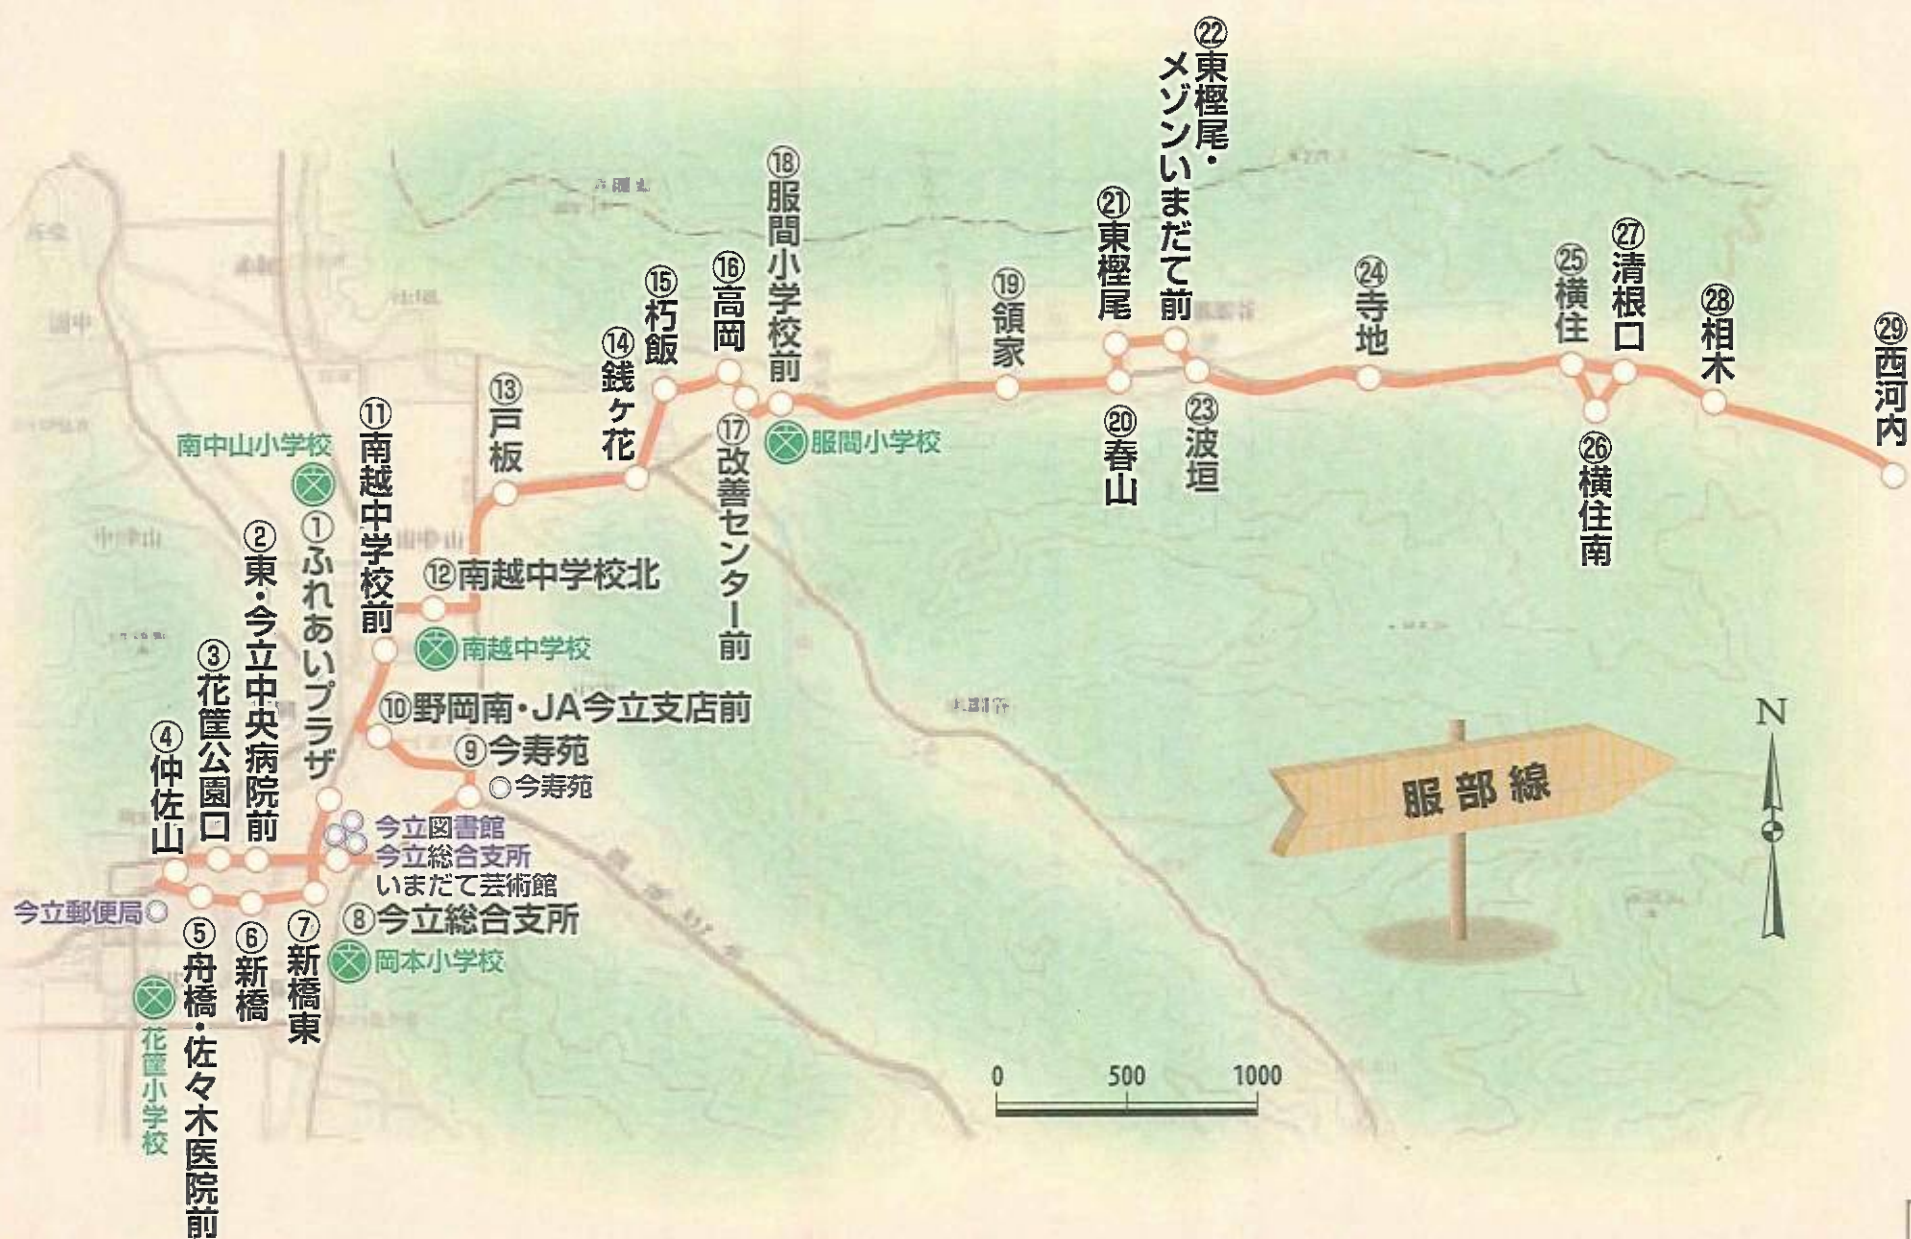 ①ふれあいプラザ
②東・今立中央病院前
③花筐公園口
④仲佐山
⑤舟橋・佐々木医院前
⑥新橋
⑦新橋東
⑧今立総合支所
⑨今寿苑
⑩野岡南・JA今立支店前
⑪南越中学校前
⑫南越中学校北
⑬戸板
⑭銭ヶ花
⑮朽飯
⑯高岡
⑰改善センター前
⑱服間小学校前
⑲領家
⑳春山
㉑東樫尾
㉒東樫尾・
メゾンいまだて前
㉓波垣
㉔寺地
㉕横住
㉖横住南
㉗清根口
㉘相木
㉙西河内
南中山小学校
服間小学校
南越中学校
今寿苑
今立図書館
今立総合支所
いまだて芸術館
今立郵便局
岡本小学校
花筐小学校
服部線
N
0 500 1000